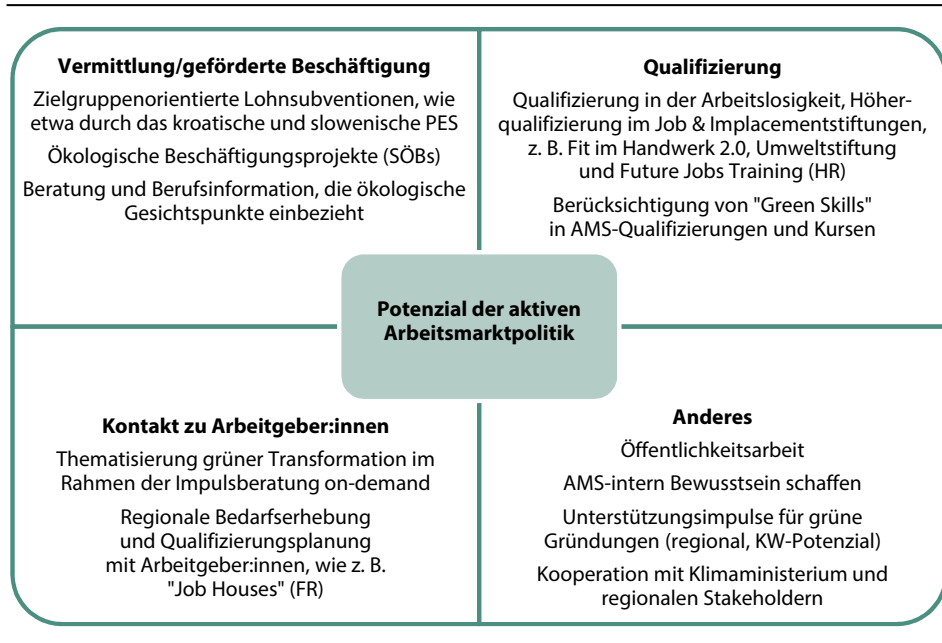 Vermittlung/geförderte Beschäftigung
Zielgruppenorientierte Lohnsubventionen, wie
etwa durch das kroatische und slowenische PES
Ökologische Beschäftigungsprojekte (SÖBs)
Beratung und Berufsinformation, die ökologische
Gesichtspunkte einbezieht
Qualifizierung
Qualifizierung in der Arbeitslosigkeit, Höher-
qualifizierung im Job & Implacementstiftungen,
z. B. Fit im Handwerk 2.0, Umweltstiftung
und Future Jobs Training (HR)
Berücksichtigung von "Green Skills"
in AMS-Qualifizierungen und Kursen
Potenzial der aktiven
Arbeitsmarktpolitik
Kontakt zu Arbeitgeber:innen
Thematisierung grüner Transformation im
Rahmen der Impulsberatung on-demand
Regionale Bedarfserhebung
und Qualifizierungsplanung
mit Arbeitgeber:innen, wie z. B.
"Job Houses" (FR)
Anderes
Öffentlichkeitsarbeit
AMS-intern Bewusstsein schaffen
Unterstützungsimpulse für grüne
Gründungen (regional, KW-Potenzial)
Kooperation mit Klimaministerium und
regionalen Stakeholdern